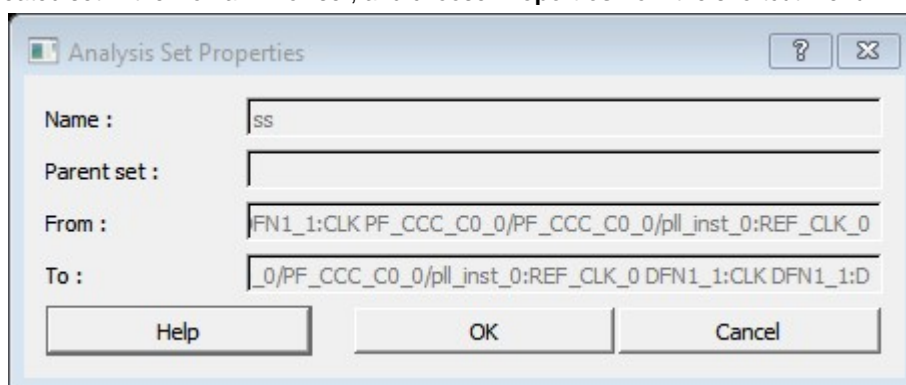 Analysis Set Properties
Name :
ss
Parent set :
From :
FN1_1:CLK PF_CCC_C0_0/PF_CCC_C0_0/pll_inst_0:REF_CLK_0
To :
_0/PF_CCC_C0_0/pll_inst_0:REF_CLK_0 DFN1_1:CLK DFN1_1:D
Help
OK
Cancel